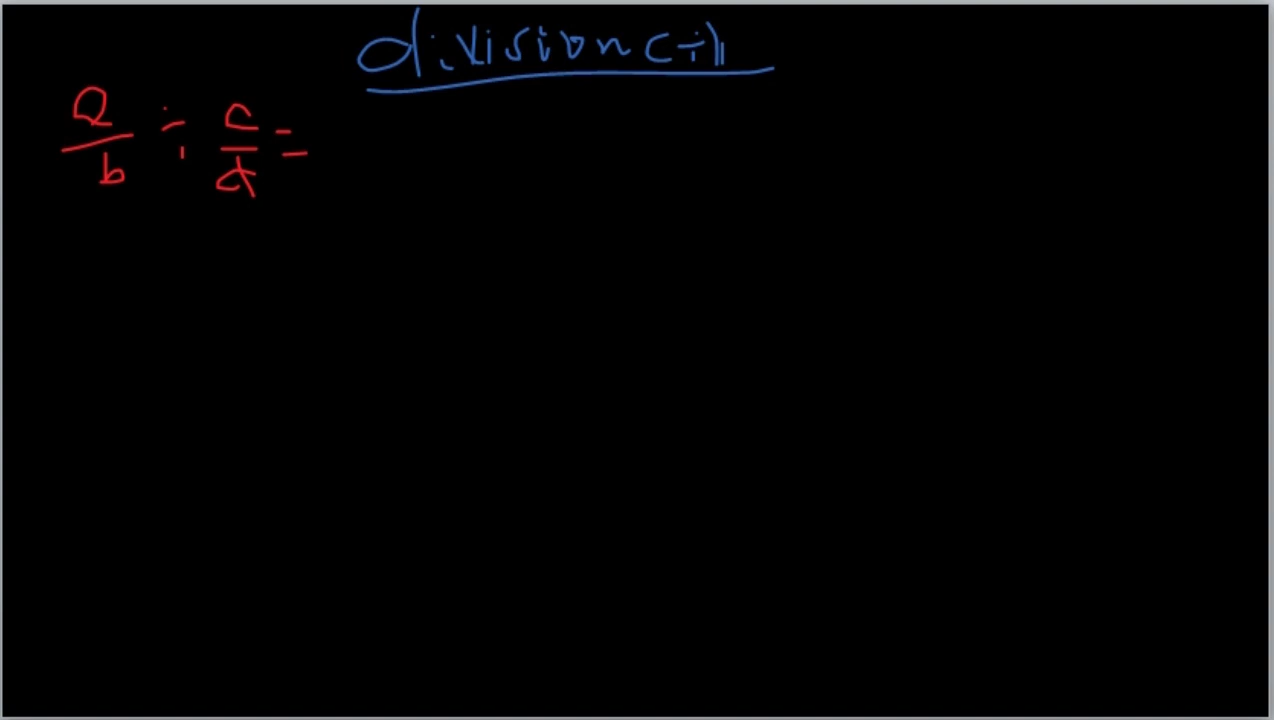 division (÷)
a/b ÷ c/d =